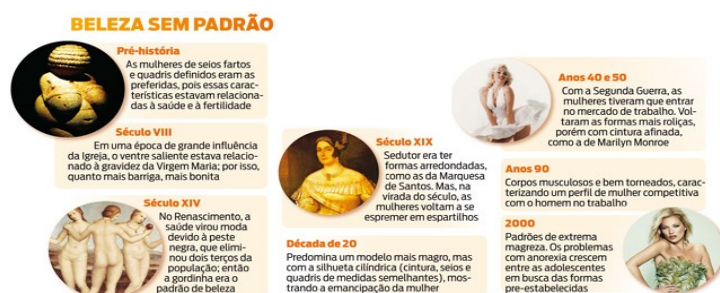 BELEZA SEM PADRÃO
Pré-história
As mulheres de seios fartos
e quadris definidos eram as
preferidas, pois essas carac-
terísticas estavam relaciona-
das à saúde e à fertilidade
Século VIII
Em uma época de grande influência
da Igreja, o ventre saliente estava relacio-
nado à gravidez da Virgem Maria; por isso,
quanto mais barriga, mais bonita
Século XIV
No Renascimento, a
saúde virou moda
devido à peste
negra, que elimi-
nou dois terços da
população; então
a gordinha era o
padrão de beleza
Século XIX
Sedutor era ter
formas arredondadas,
como as da Marquesa
de Santos. Mas, na
virada do século, as
mulheres voltam a se
espremer em espartilhos
Década de 20
Predomina um modelo mais magro, mas
com a silhueta cilíndrica (cintura, seios e
quadris de medidas semelhantes), mos-
trando a emancipação da mulher
Anos 40 e 50
Com a Segunda Guerra, as
mulheres tiveram que entrar
no mercado de trabalho. Vol-
taram as formas mais roliças,
porém com cintura afinada,
como a de Marilyn Monroe
Anos 90
Corpos musculosos e bem torneados, carac-
terizando um perfil de mulher competitiva
com o homem no trabalho
2000
Padrões de extrema
magreza. Os problemas
com anorexia crescem
entre as adolescentes
em busca das formas
pre-estabelecidas